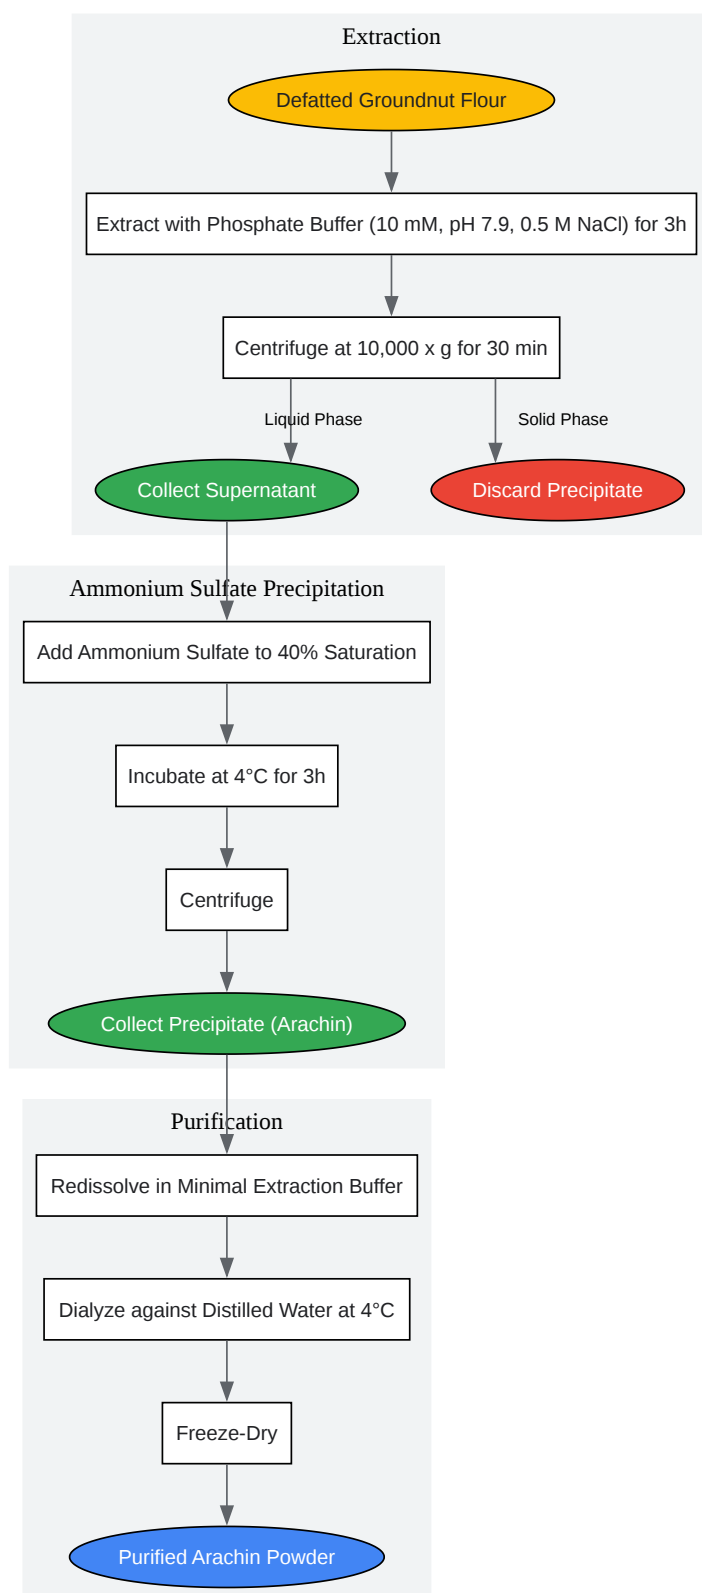 Extraction
Defatted Groundnut Flour
Extract with Phosphate Buffer (10 mM, pH 7.9, 0.5 M NaCl) for 3h
Centrifuge at 10,000 x g for 30 min
Liquid Phase
Solid Phase
Collect Supernatant
Discard Precipitate
Ammonium Sulfate Precipitation
Add Ammonium Sulfate to 40% Saturation
Incubate at 4°C for 3h
Centrifuge
Collect Precipitate (Arachin)
Purification
Redissolve in Minimal Extraction Buffer
Dialyze against Distilled Water at 4°C
Freeze-Dry
Purified Arachin Powder